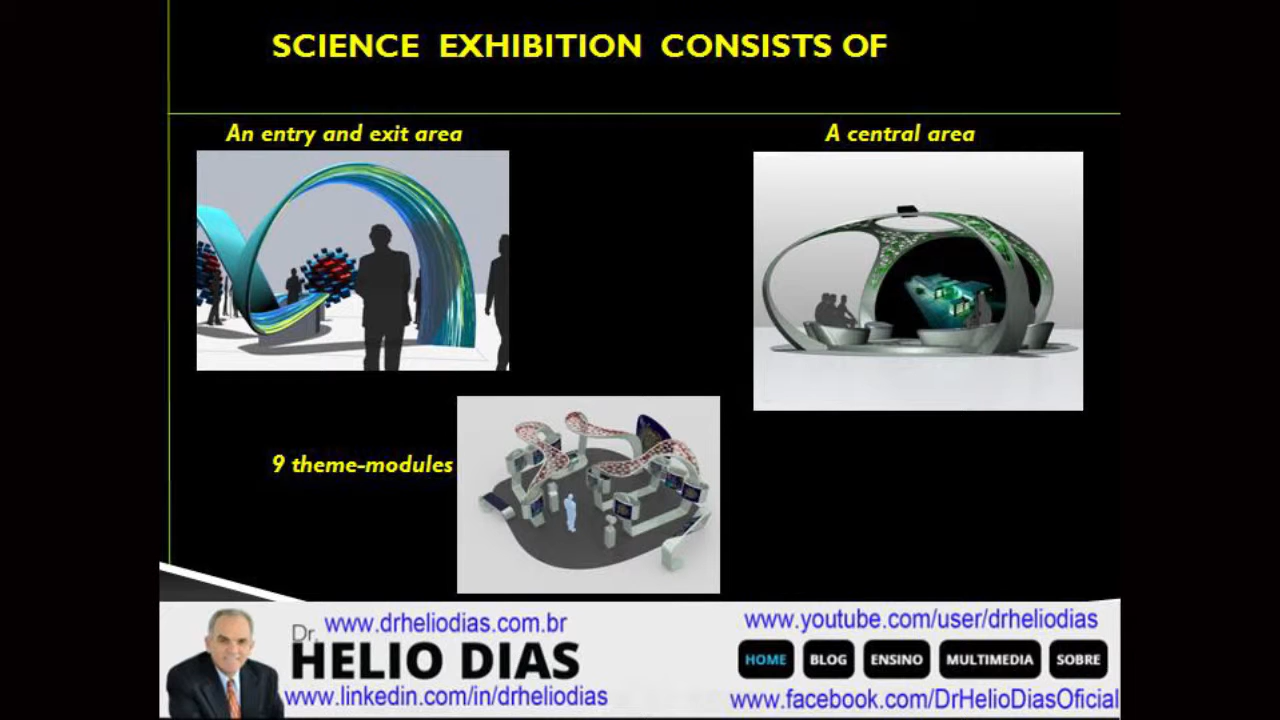 SCIENCE EXHIBITION CONSISTS OF
An entry and exit area
A central area
9 theme-modules
www.drheliodias.com.br
Dr.
HELIO DIAS
www.linkedin.com/in/drheliodias
www.youtube.com/user/drheliodias
HOME BLOG ENSINO MULTIMEDIA SOBRE
www.facebook.com/DrHelioDiasOficial